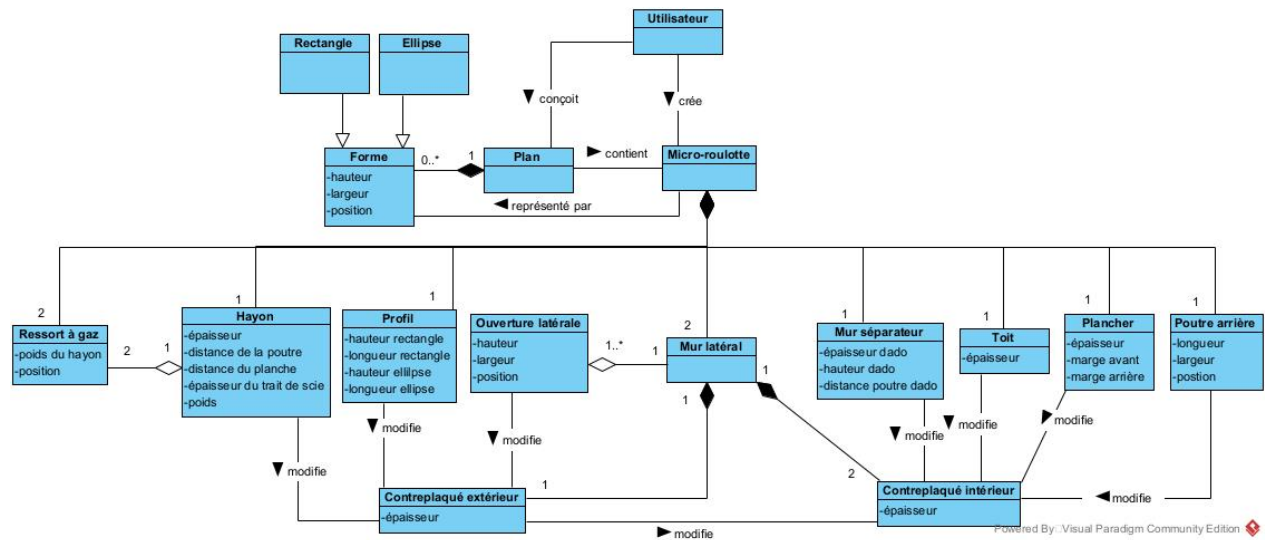 Utilisateur
Rectangle
Ellipse
conçoit
crée
Forme
-hauteur
-largeur
-position
0..*
1
Plan
contient
Micro-roulotte
représenté par
2
Ressort à gaz
-poids du hayon
-position
2
1
1
Hayon
-épaisseur
-distance de la poutre
-distance du planche
-épaisseur du trait de scie
-poids
1
Profil
-hauteur rectangle
-longueur rectangle
-hauteur ellilpse
-longueur ellipse
Ouverture latérale
-hauteur
-largeur
-position
1..*
1
2
Mur latéral
1
1
1
Mur séparateur
-épaisseur dado
-hauteur dado
-distance poutre dado
1
Toit
-épaisseur
1
Plancher
-épaisseur
-marge avant
-marge arrière
1
Poutre arrière
-longueur
-largeur
-postion
modifie
modifie
modifie
modifie
modifie
modifie
modifie
modifie
1
2
Contreplaqué extérieur
-épaisseur
Contreplaqué intérieur
-épaisseur
Powered By Visual Paradigm Community Edition